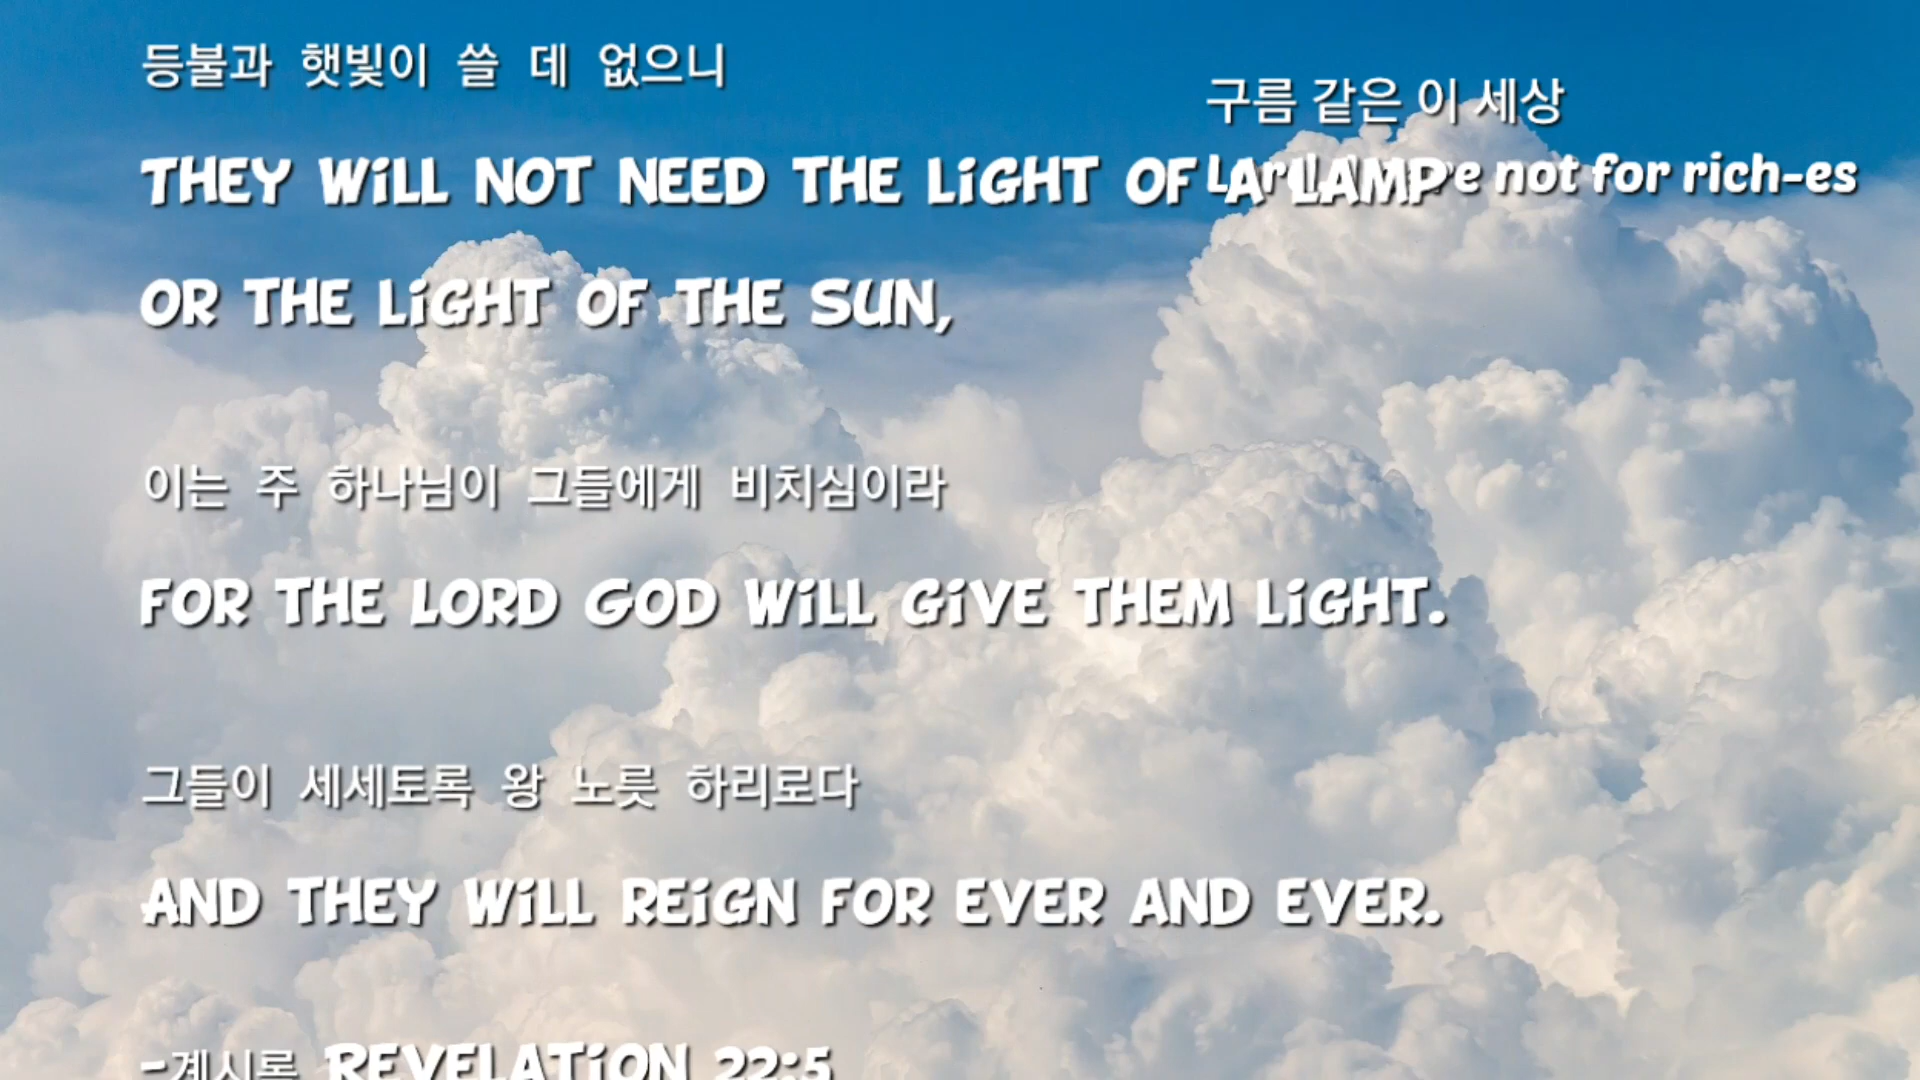 등불과 햇빛이 쓸 데 없으니
구름 같은 이 세상
THEY WiLL NOT NEED THE LiGHT OF A LAMP
not for rich-es
OR THE LiGHT OF THE SUN,
이는 주 하나님이 그들에게 비치심이라
FOR THE LORD GOD WiLL GiVE THEM LiGHT.
그들이 세세토록 왕 노릇 하리로다
AND THEY WiLL REiGN FOR EVER AND EVER.
-계시록 REVELATiON 22:5